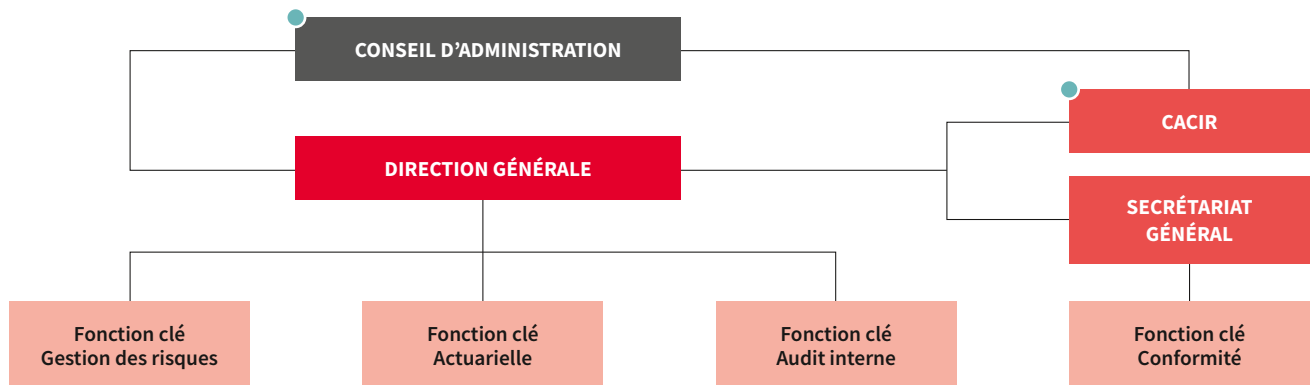 CONSEIL D’ADMINISTRATION
CACIR
DIRECTION GÉNÉRALE
SECRÉTARIAT
GÉNÉRAL
Fonction clé
Gestion des risques
Fonction clé
Actuarielle
Fonction clé
Audit interne
Fonction clé
Conformité